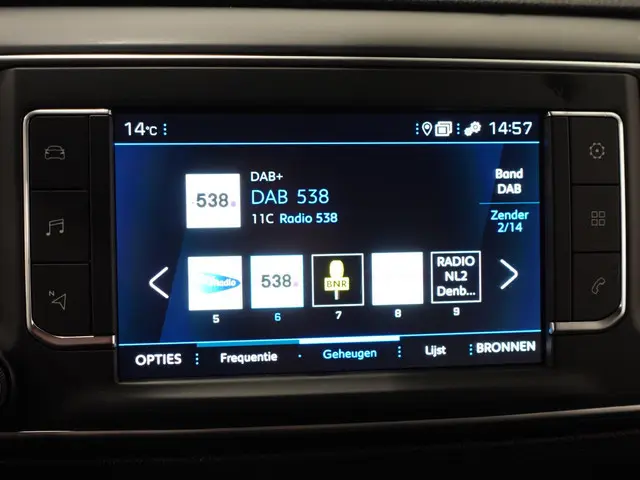 14°C
14:57
DAB+
DAB 538
11C Radio 538
538
Band
DAB
Zender
2/14
Radio
538
BNR
RADIO
NL2
Denb...
5
6
7
8
9
OPTIES
Frequentie
Geheugen
Lijst
BRONNEN
N